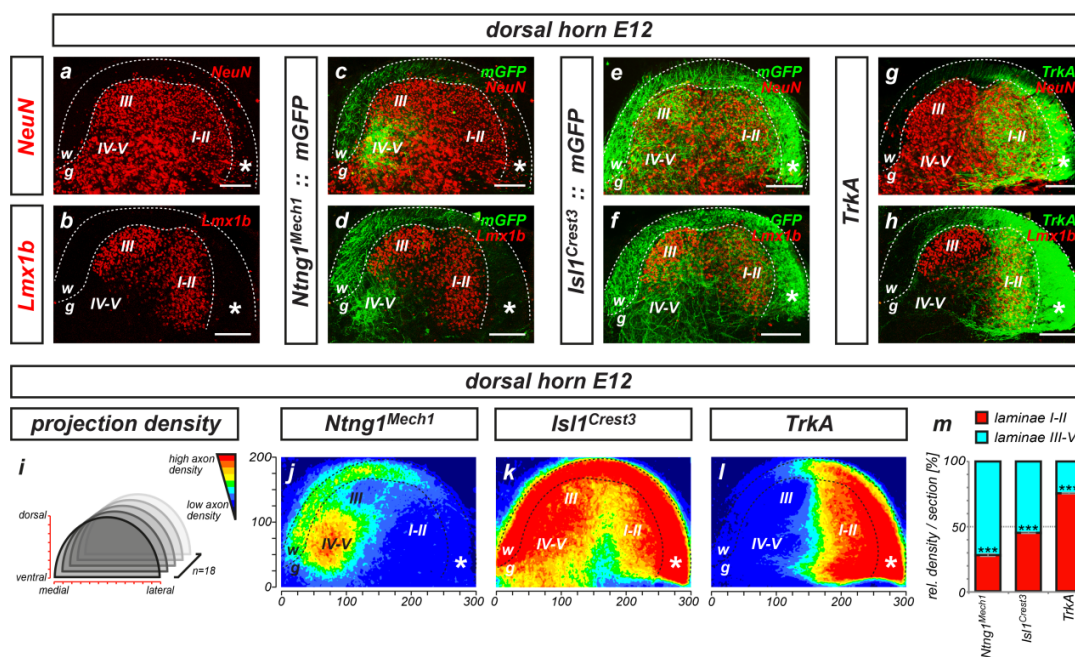 dorsal horn E12
NeuN
a
NeuN
III
IV-V
I-II
w
g
*
Ntng1Mech1 :: mGFP
c
mGFP
NeuN
III
IV-V
I-II
w
g
*
Isl1Crest3 :: mGFP
e
mGFP
NeuN
III
IV-V
I-II
w
g
*
TrkA
g
TrkA
NeuN
III
IV-V
I-II
w
g
*
Lmx1b
b
Lmx1b
III
IV-V
I-II
w
g
*
d
mGFP
Lmx1b
III
IV-V
I-II
w
g
*
f
mGFP
Lmx1b
III
IV-V
I-II
w
g
*
h
TrkA
Lmx1b
III
IV-V
I-II
w
g
*
dorsal horn E12
projection density
i
high axon
density
low axon
density
dorsal
ventral
medial
lateral
n=18
Ntng1Mech1
j
200
150
100
50
0
III
IV-V
I-II
w
g
*
0 100 200 300
Isl1Crest3
k
III
IV-V
I-II
w
g
*
0 100 200 300
TrkA
l
III
IV-V
I-II
w
g
*
0 100 200 300
m
laminae I-II
laminae III-V
rel. density / section [%]
100
50
0
***
***
***
Ntng1Mech1
Isl1Crest3
TrkA